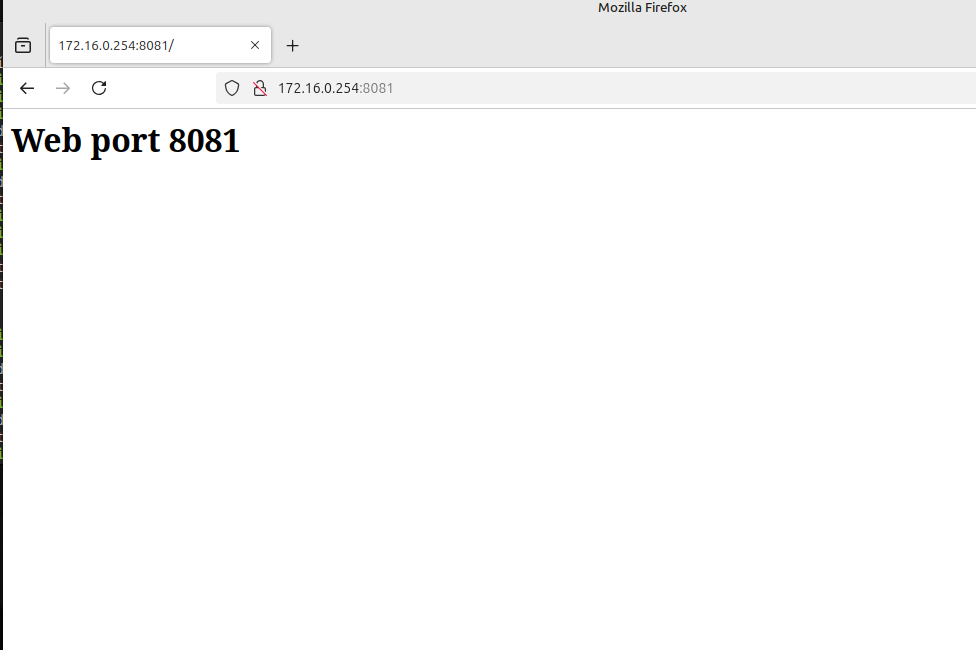 Mozilla Firefox
172.16.0.254:8081/
172.16.0.254:8081
Web port 8081